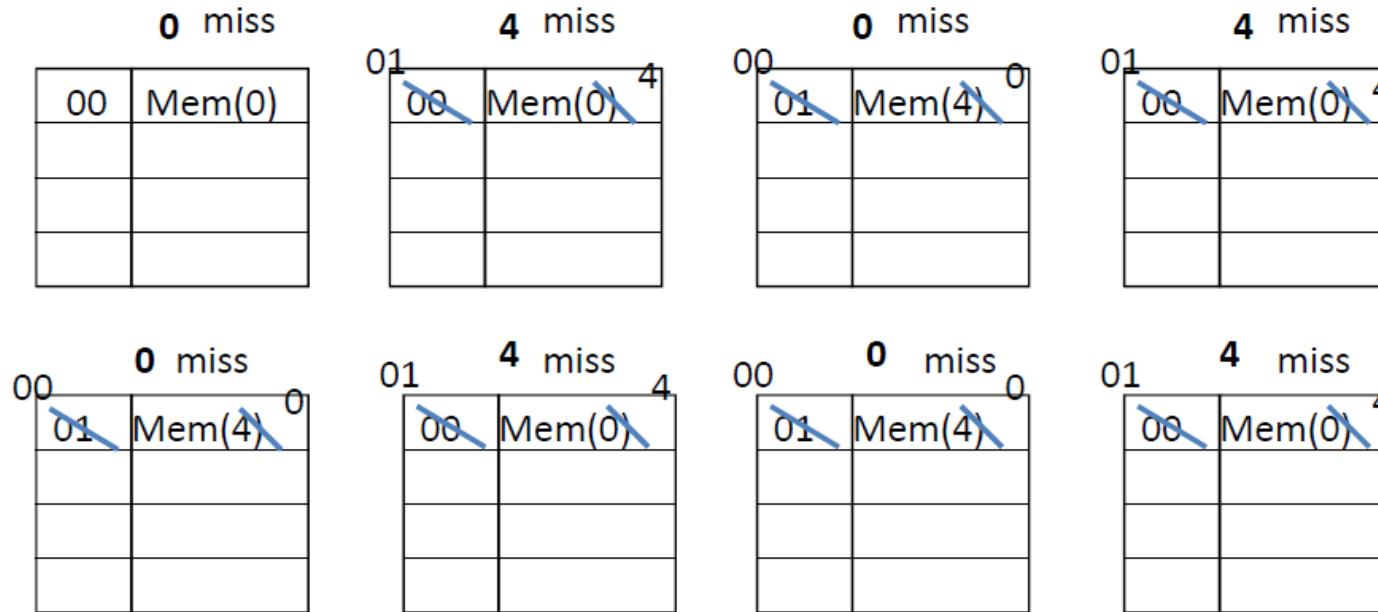 0 miss 4 miss 0 miss 4 miss
01 4 00 0 01 4
00 Mem(0) 00 Mem(0) 01 Mem(4) 00 Mem(0)
0 miss 4 miss 0 miss 4 miss
00 0 01 4 00 0 01 4
01 Mem(4) 00 Mem(0) 01 Mem(4) 00 Mem(0)